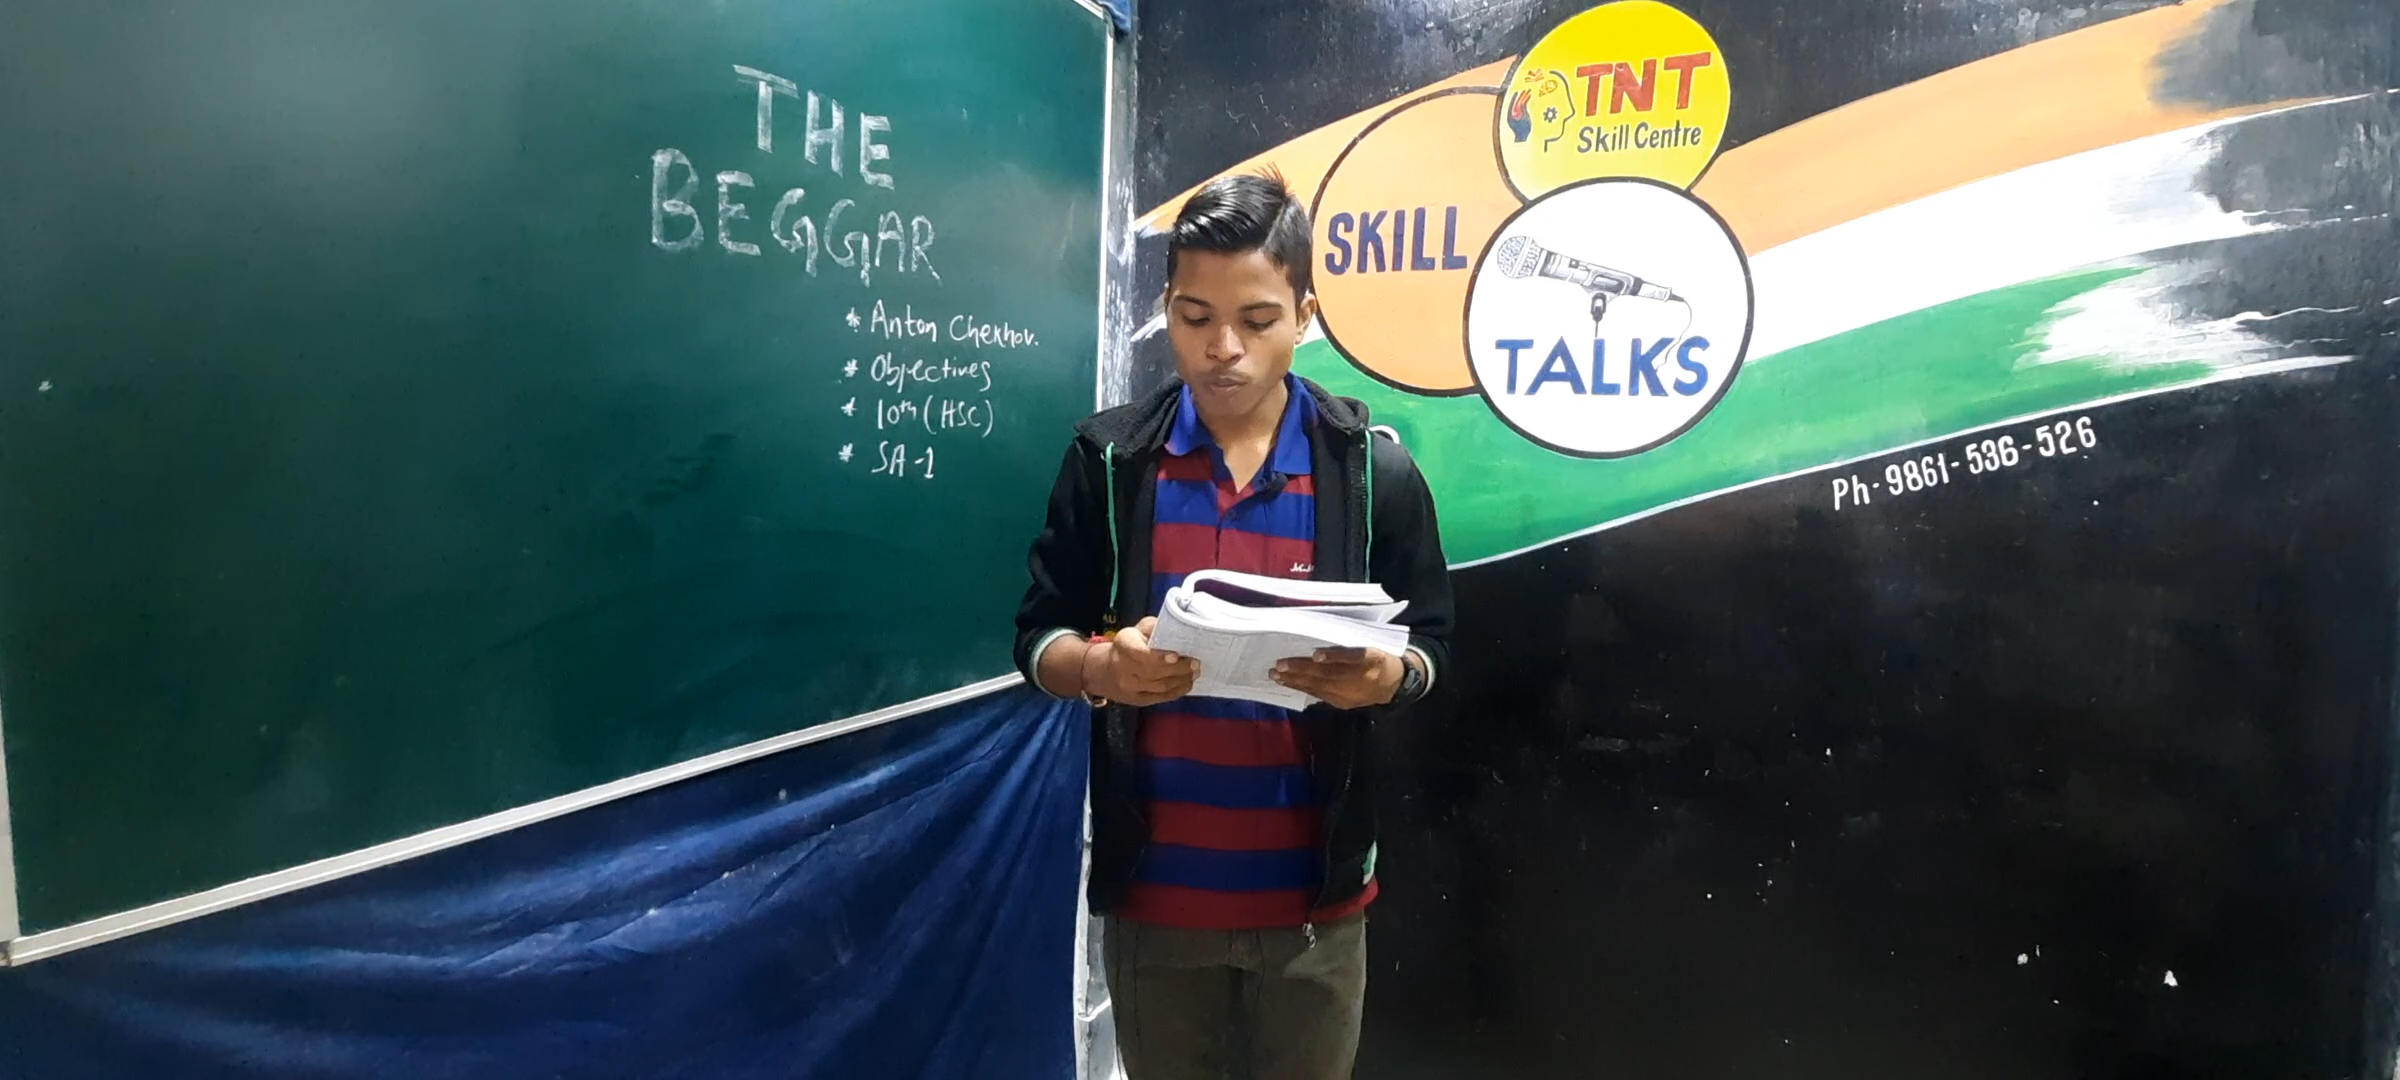 THE
BEGGAR
* Anton Chekhov.
* Objectives
* 10th (HSC)
* SA-1
TNT
Skill Centre
SKILL
TALKS
Ph-9861-536-526